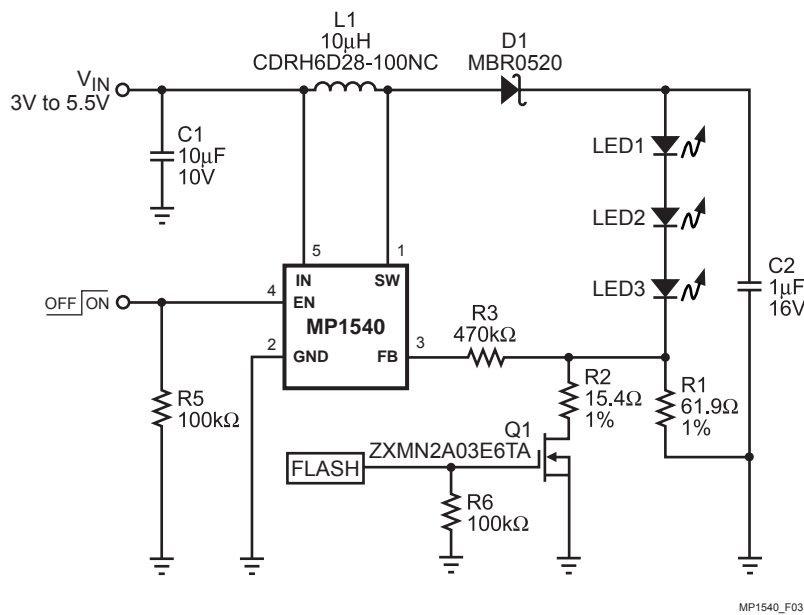 L1
10µH
CDRH6D28-100NC
D1
MBR0520
VIN
3V to 5.5V
C1
10µF
10V
LED1
LED2
LED3
C2
1µF
16V
5
1
IN
SW
4
EN
OFF ON
MP1540
2
GND
FB
3
R3
470kΩ
R5
100kΩ
R2
15.4Ω
1%
R1
61.9Ω
1%
Q1
ZXMN2A03E6TA
FLASH
R6
100kΩ
MP1540_F03